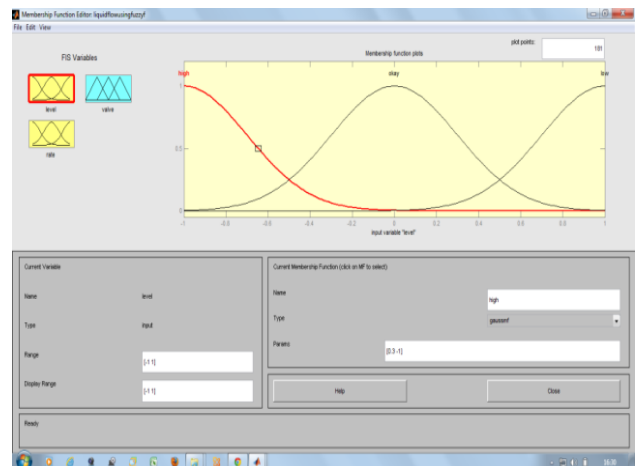 Membership Function Editor: liquidflowusingfuzzyf
File Edit View
FIS Variables
level
valve
rate
plot points:
181
Membership function plots
high
okay
low
1
0.5
0
-1
-0.8
-0.6
-0.4
-0.2
0
0.2
0.4
0.6
0.8
1
input variable "level"
Current Variable
Name
level
Type
input
Range
[-1 1]
Display Range
[-1 1]
Current Membership Function (click on MF to select)
Name
high
Type
gaussmf
Params
[0.3 -1]
Help
Close
Ready
16:30